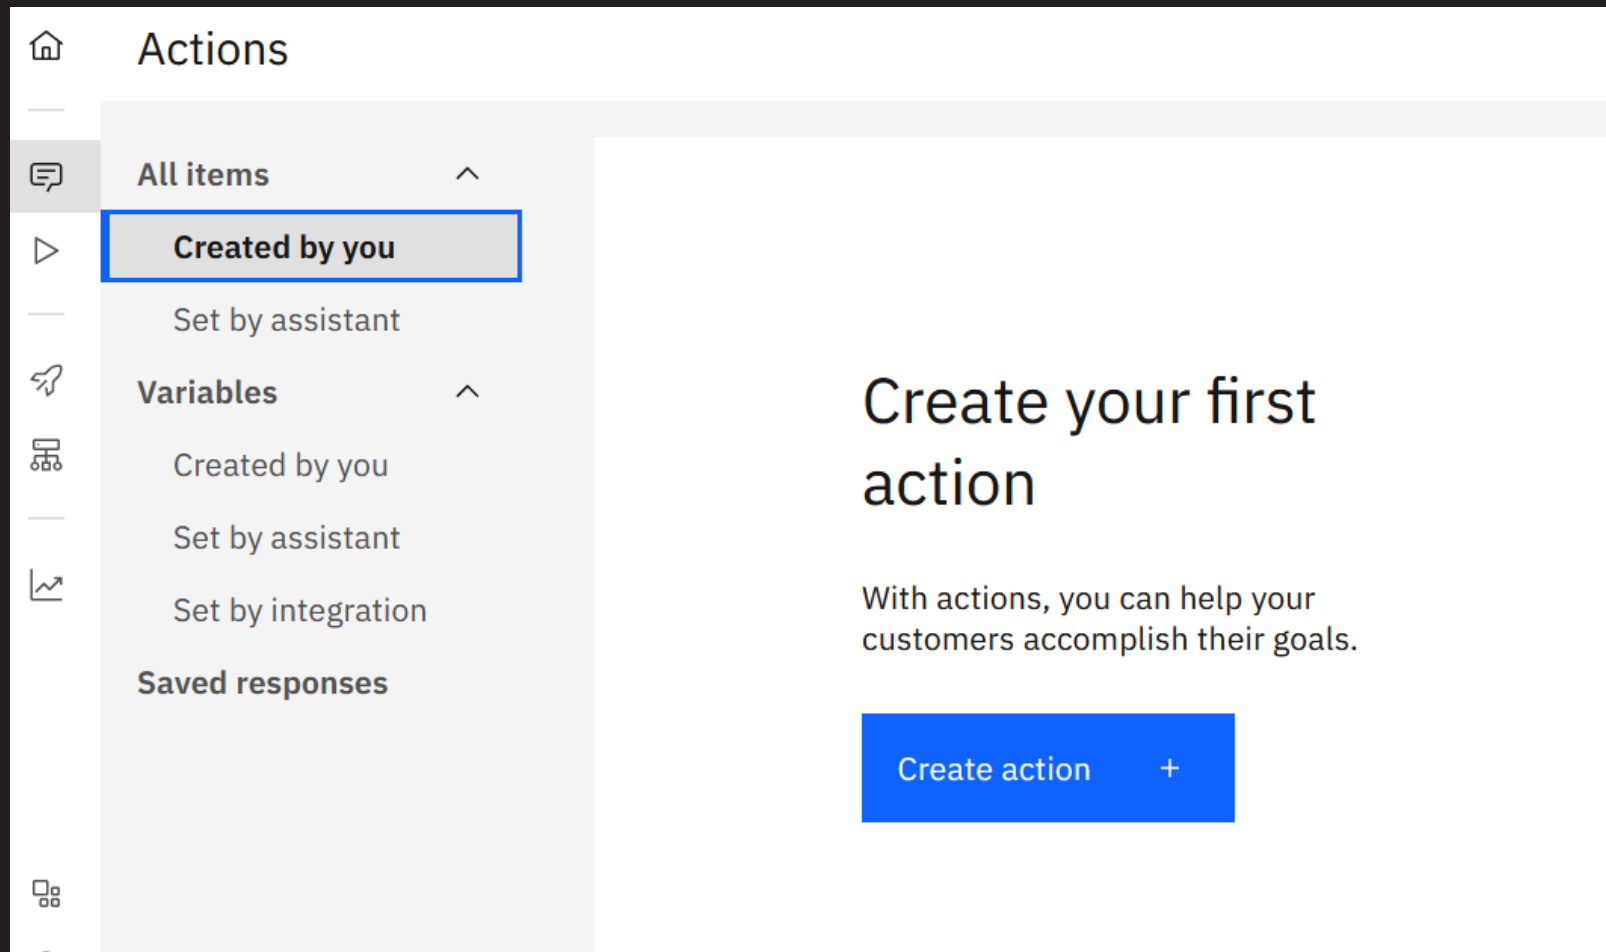 Actions
All items
Created by you
Set by assistant
Variables
Created by you
Set by assistant
Set by integration
Saved responses
Create your first
action
With actions, you can help your
customers accomplish their goals.
Create action +